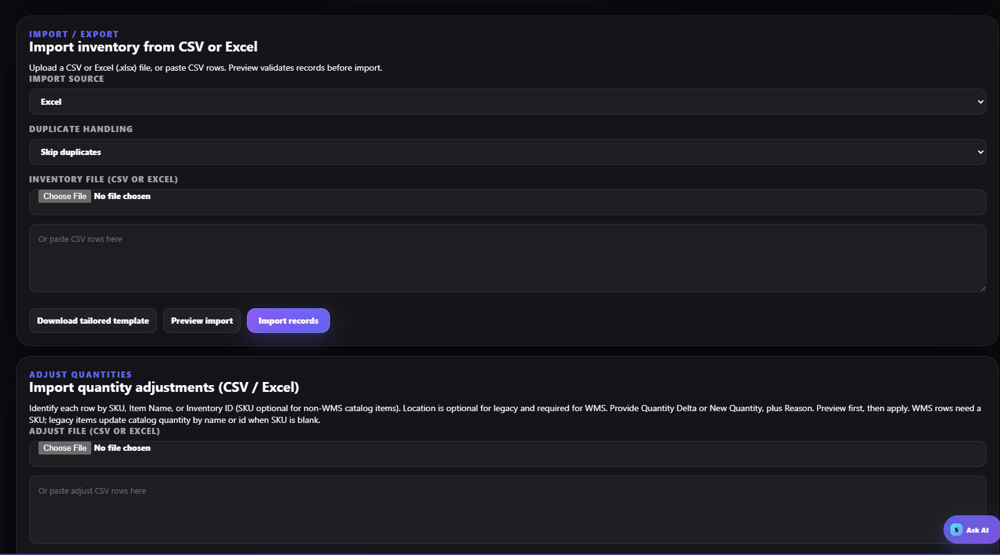 IMPORT / EXPORT
Import inventory from CSV or Excel
Upload a CSV or Excel (.xlsx) file, or paste CSV rows. Preview validates records before import.
IMPORT SOURCE
Excel
DUPLICATE HANDLING
Skip duplicates
INVENTORY FILE (CSV OR EXCEL)
Choose File No file chosen
Or paste CSV rows here
Download tailored template Preview import Import records
ADJUST QUANTITIES
Import quantity adjustments (CSV / Excel)
Identify each row by SKU, Item Name, or Inventory ID (SKU optional for non-WMS catalog items). Location is optional for legacy and required for WMS. Provide Quantity Delta or New Quantity, plus Reason. Preview first, then apply. WMS rows need a
SKU; legacy items update catalog quantity by name or id when SKU is blank.
ADJUST FILE (CSV OR EXCEL)
Choose File No file chosen
Or paste adjust CSV rows here
S Ask AI